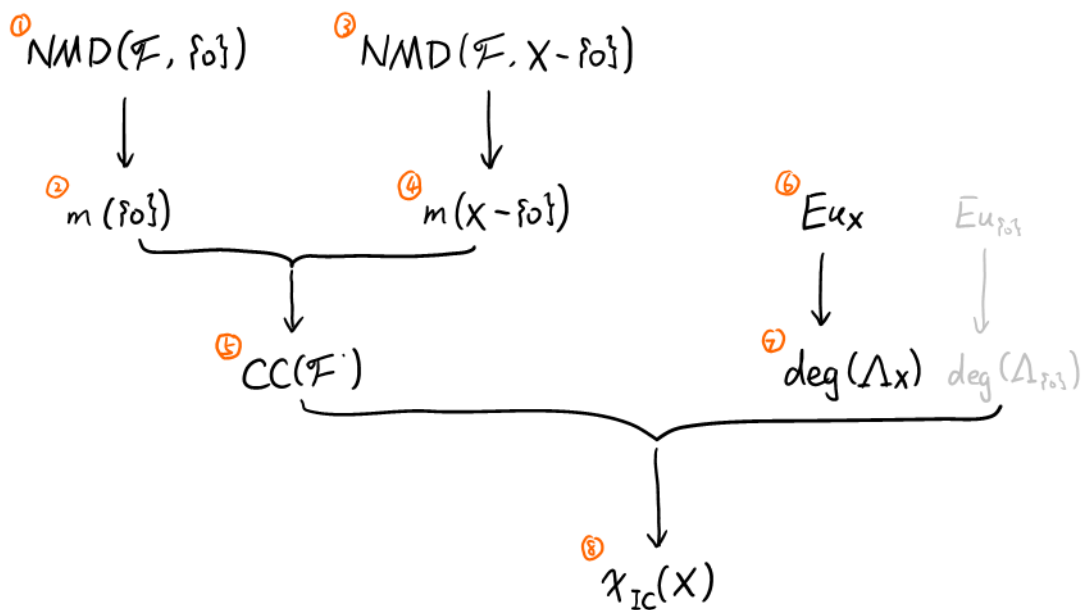 ① NMD(F, {0}) ③ NMD(F, X-{0})
② m({0}) ④ m(X-{0}) ⑥ Eu_X Eu_{0}
⑤ CC(F˙) ⑦ deg(Λ_X) deg(Λ_{0})
⑧ χ_IC(X)